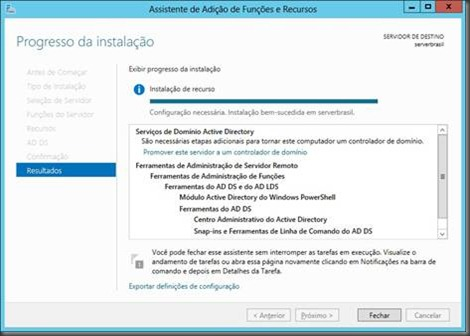 Assistente de Adição de Funções e Recursos
Progresso da instalação
SERVIDOR DE DESTINO
serverbrasil
Antes de Começar
Tipo de Instalação
Seleção de Servidor
Funções do Servidor
Recursos
AD DS
Confirmação
Resultados
Exibir progresso da instalação
Instalação de recurso
Configuração necessária. Instalação bem-sucedida em serverbrasil.
Serviços de Domínio Active Directory
São necessárias etapas adicionais para tornar este computador um controlador de domínio.
Promover este servidor a um controlador de domínio
Ferramentas de Administração de Servidor Remoto
Ferramentas de Administração de Funções
Ferramentas do AD DS e do AD LDS
Módulo Active Directory do Windows PowerShell
Ferramentas do AD DS
Centro Administrativo do Active Directory
Snap-ins e Ferramentas de Linha de Comando do AD DS
Você pode fechar esse assistente sem interromper as tarefas em execução. Visualize o
andamento de tarefas ou abra essa página novamente clicando em Notificações na barra de
comando e depois em Detalhes da Tarefa.
Exportar definições de configuração
< Anterior
Próximo >
Fechar
Cancelar